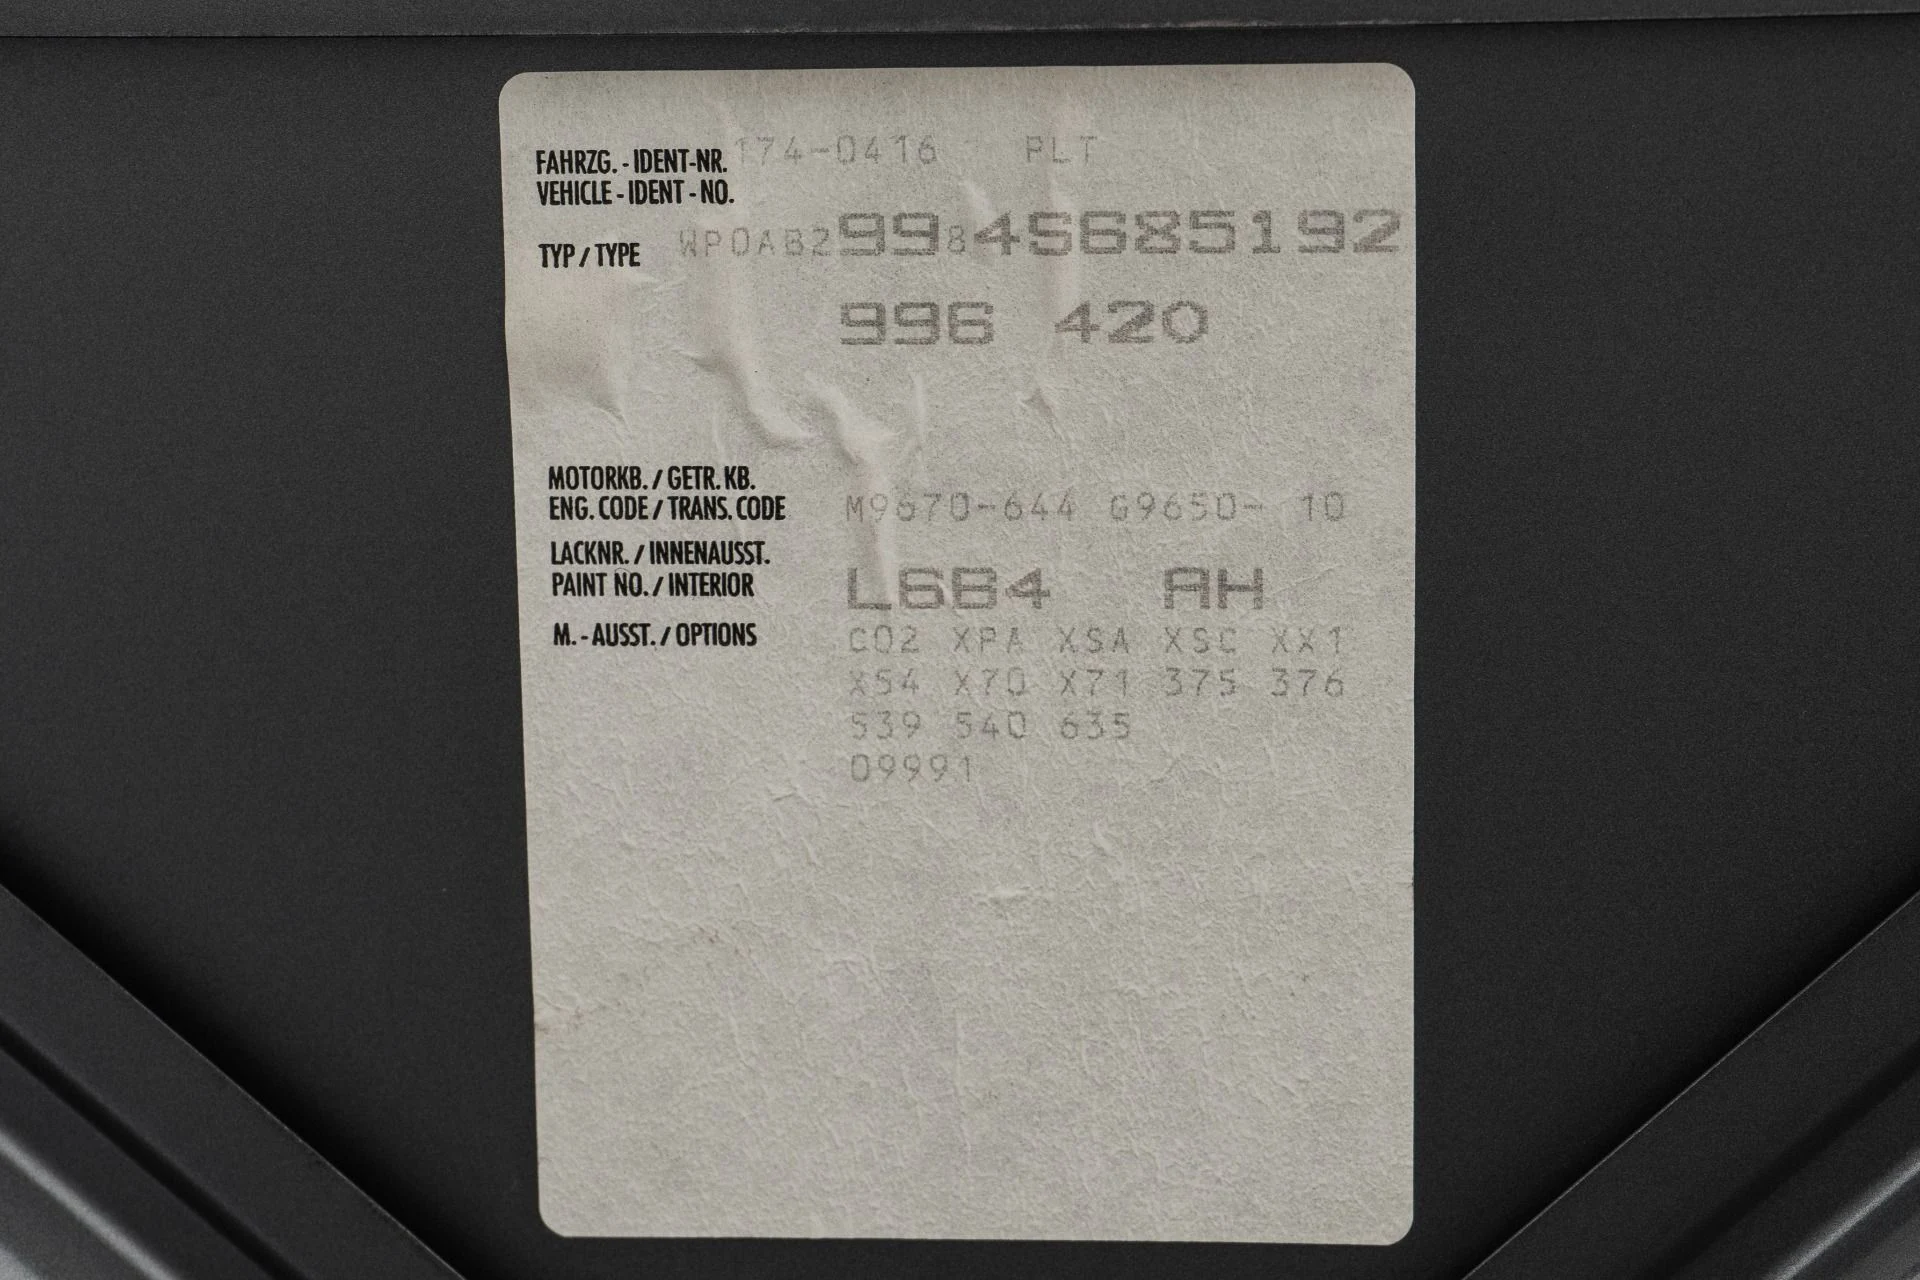 174-0416 PLT
FAHRZG. - IDENT-NR.
VEHICLE - IDENT - NO.
WP0AB29984S685192
TYP / TYPE
996 420
MOTORKB. / GETR. KB.
ENG. CODE / TRANS. CODE M9670-644 G9650- 10
LACKNR. / INNENAUSST.
PAINT NO. / INTERIOR L6B4 AH
M. - AUSST. / OPTIONS C02 XPA XSA XSC XX1
X54 X70 X71 375 376
539 540 635
09991